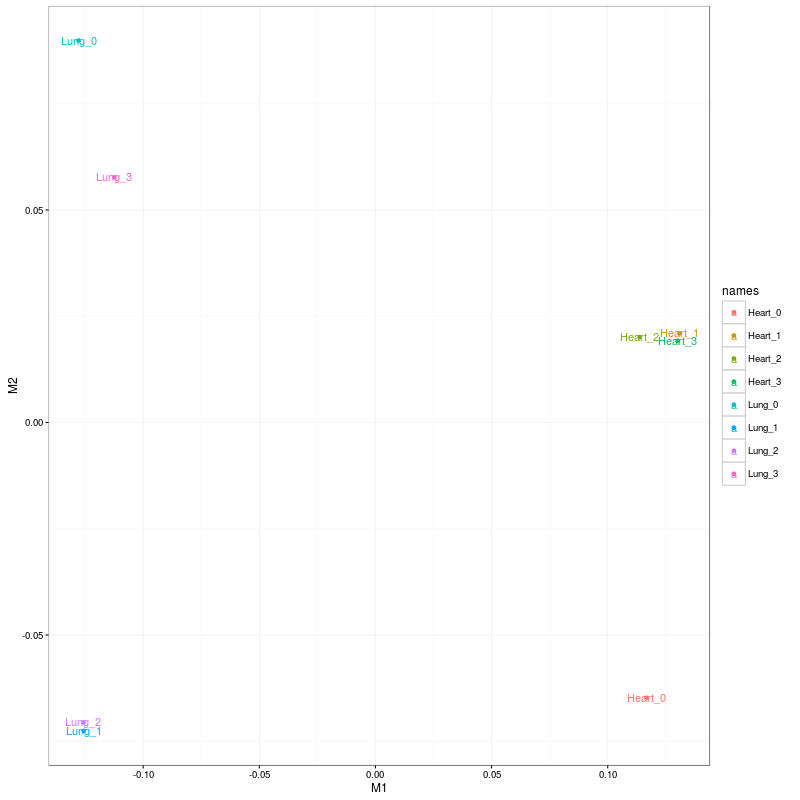 Lung_0
Lung_3
0.05
names
Heart_0
Heart_1
Heart_2
Heart_3
Lung_0
Lung_1
Lung_2
Lung_3
Heart_1
Heart_2
Heart_3
M2
0.00
-0.05
Heart_0
Lung_2
Lung_1
-0.10
-0.05
0.00
0.05
0.10
M1